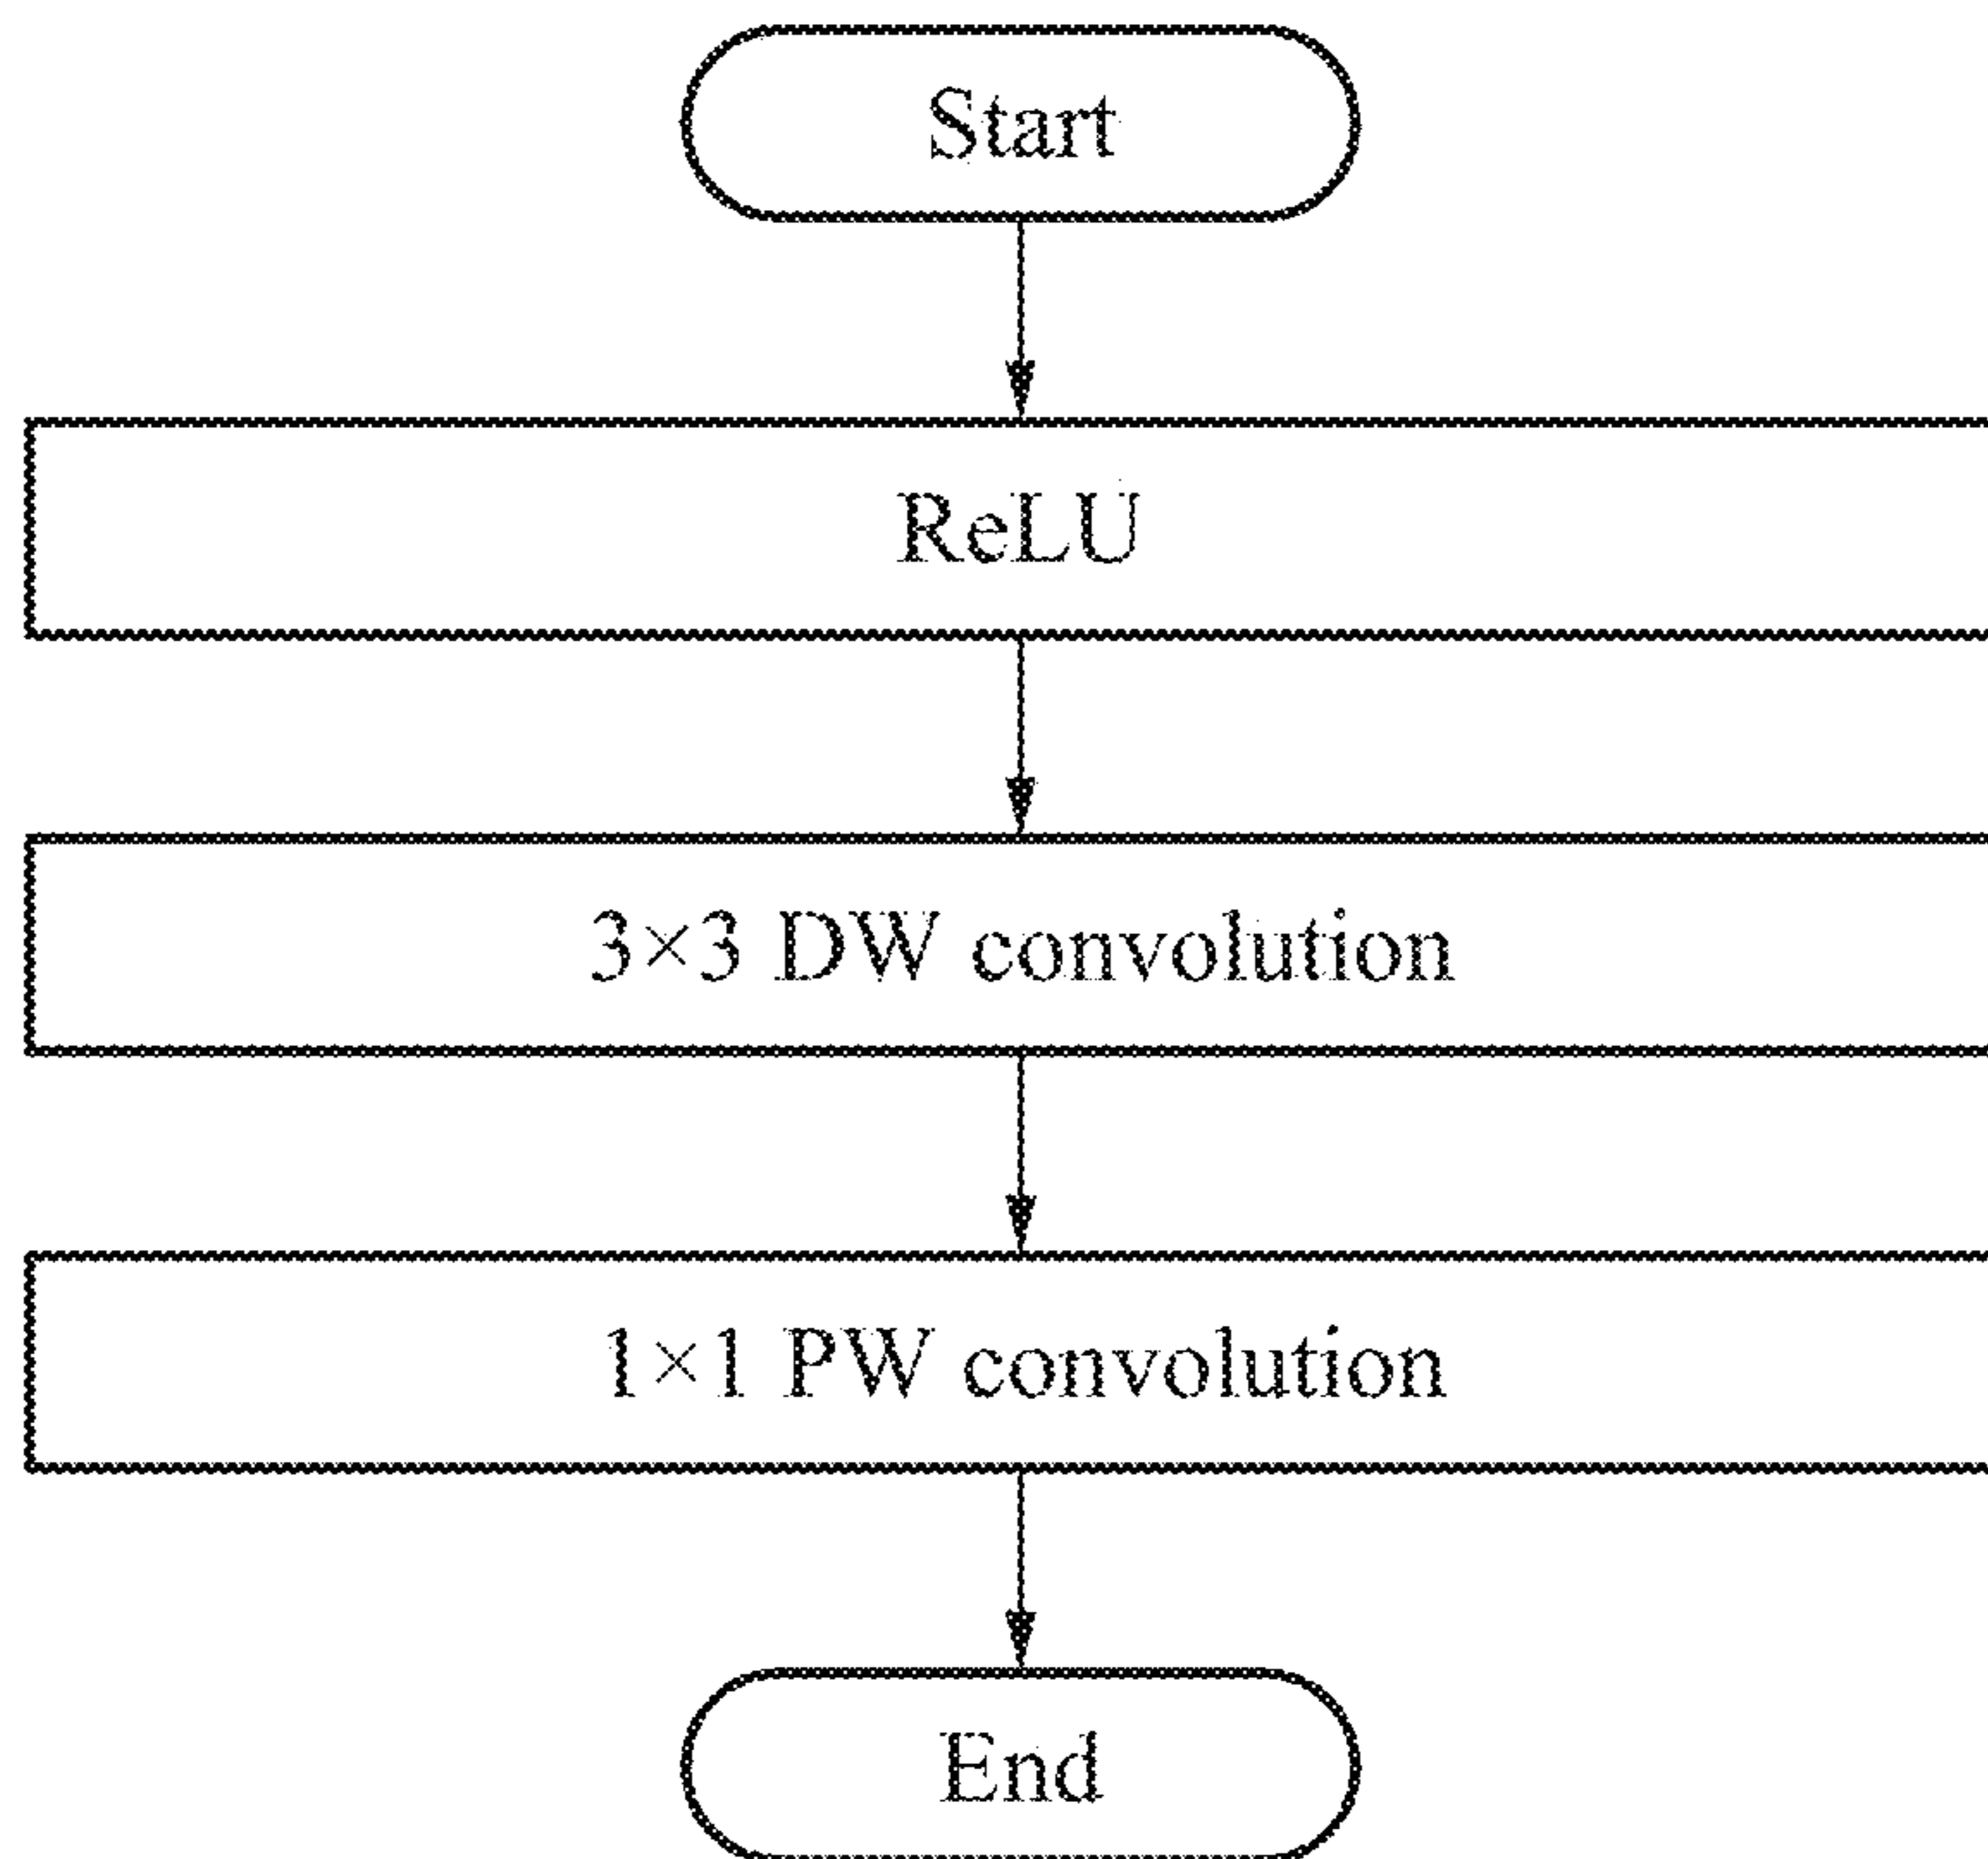 Start
ReLU
3×3 DW convolution
1×1 PW convolution
End